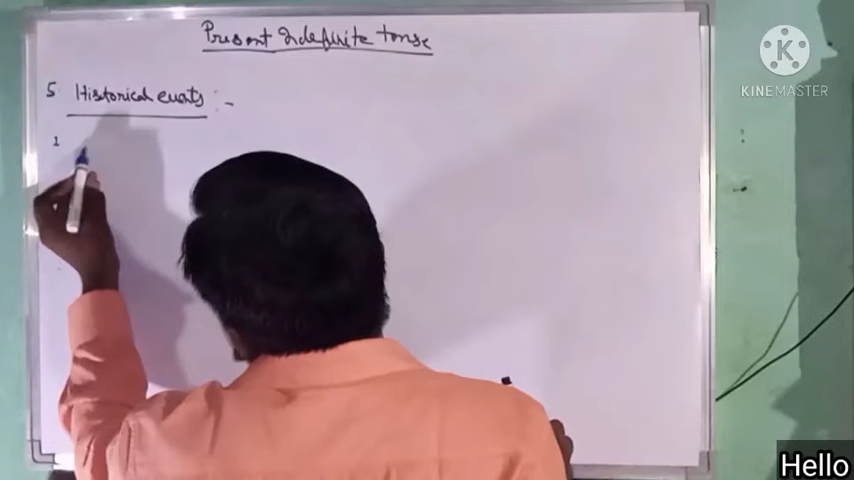 Present Indefinite tense
5 Historical events :-
1
K
KINEMASTER
Hello